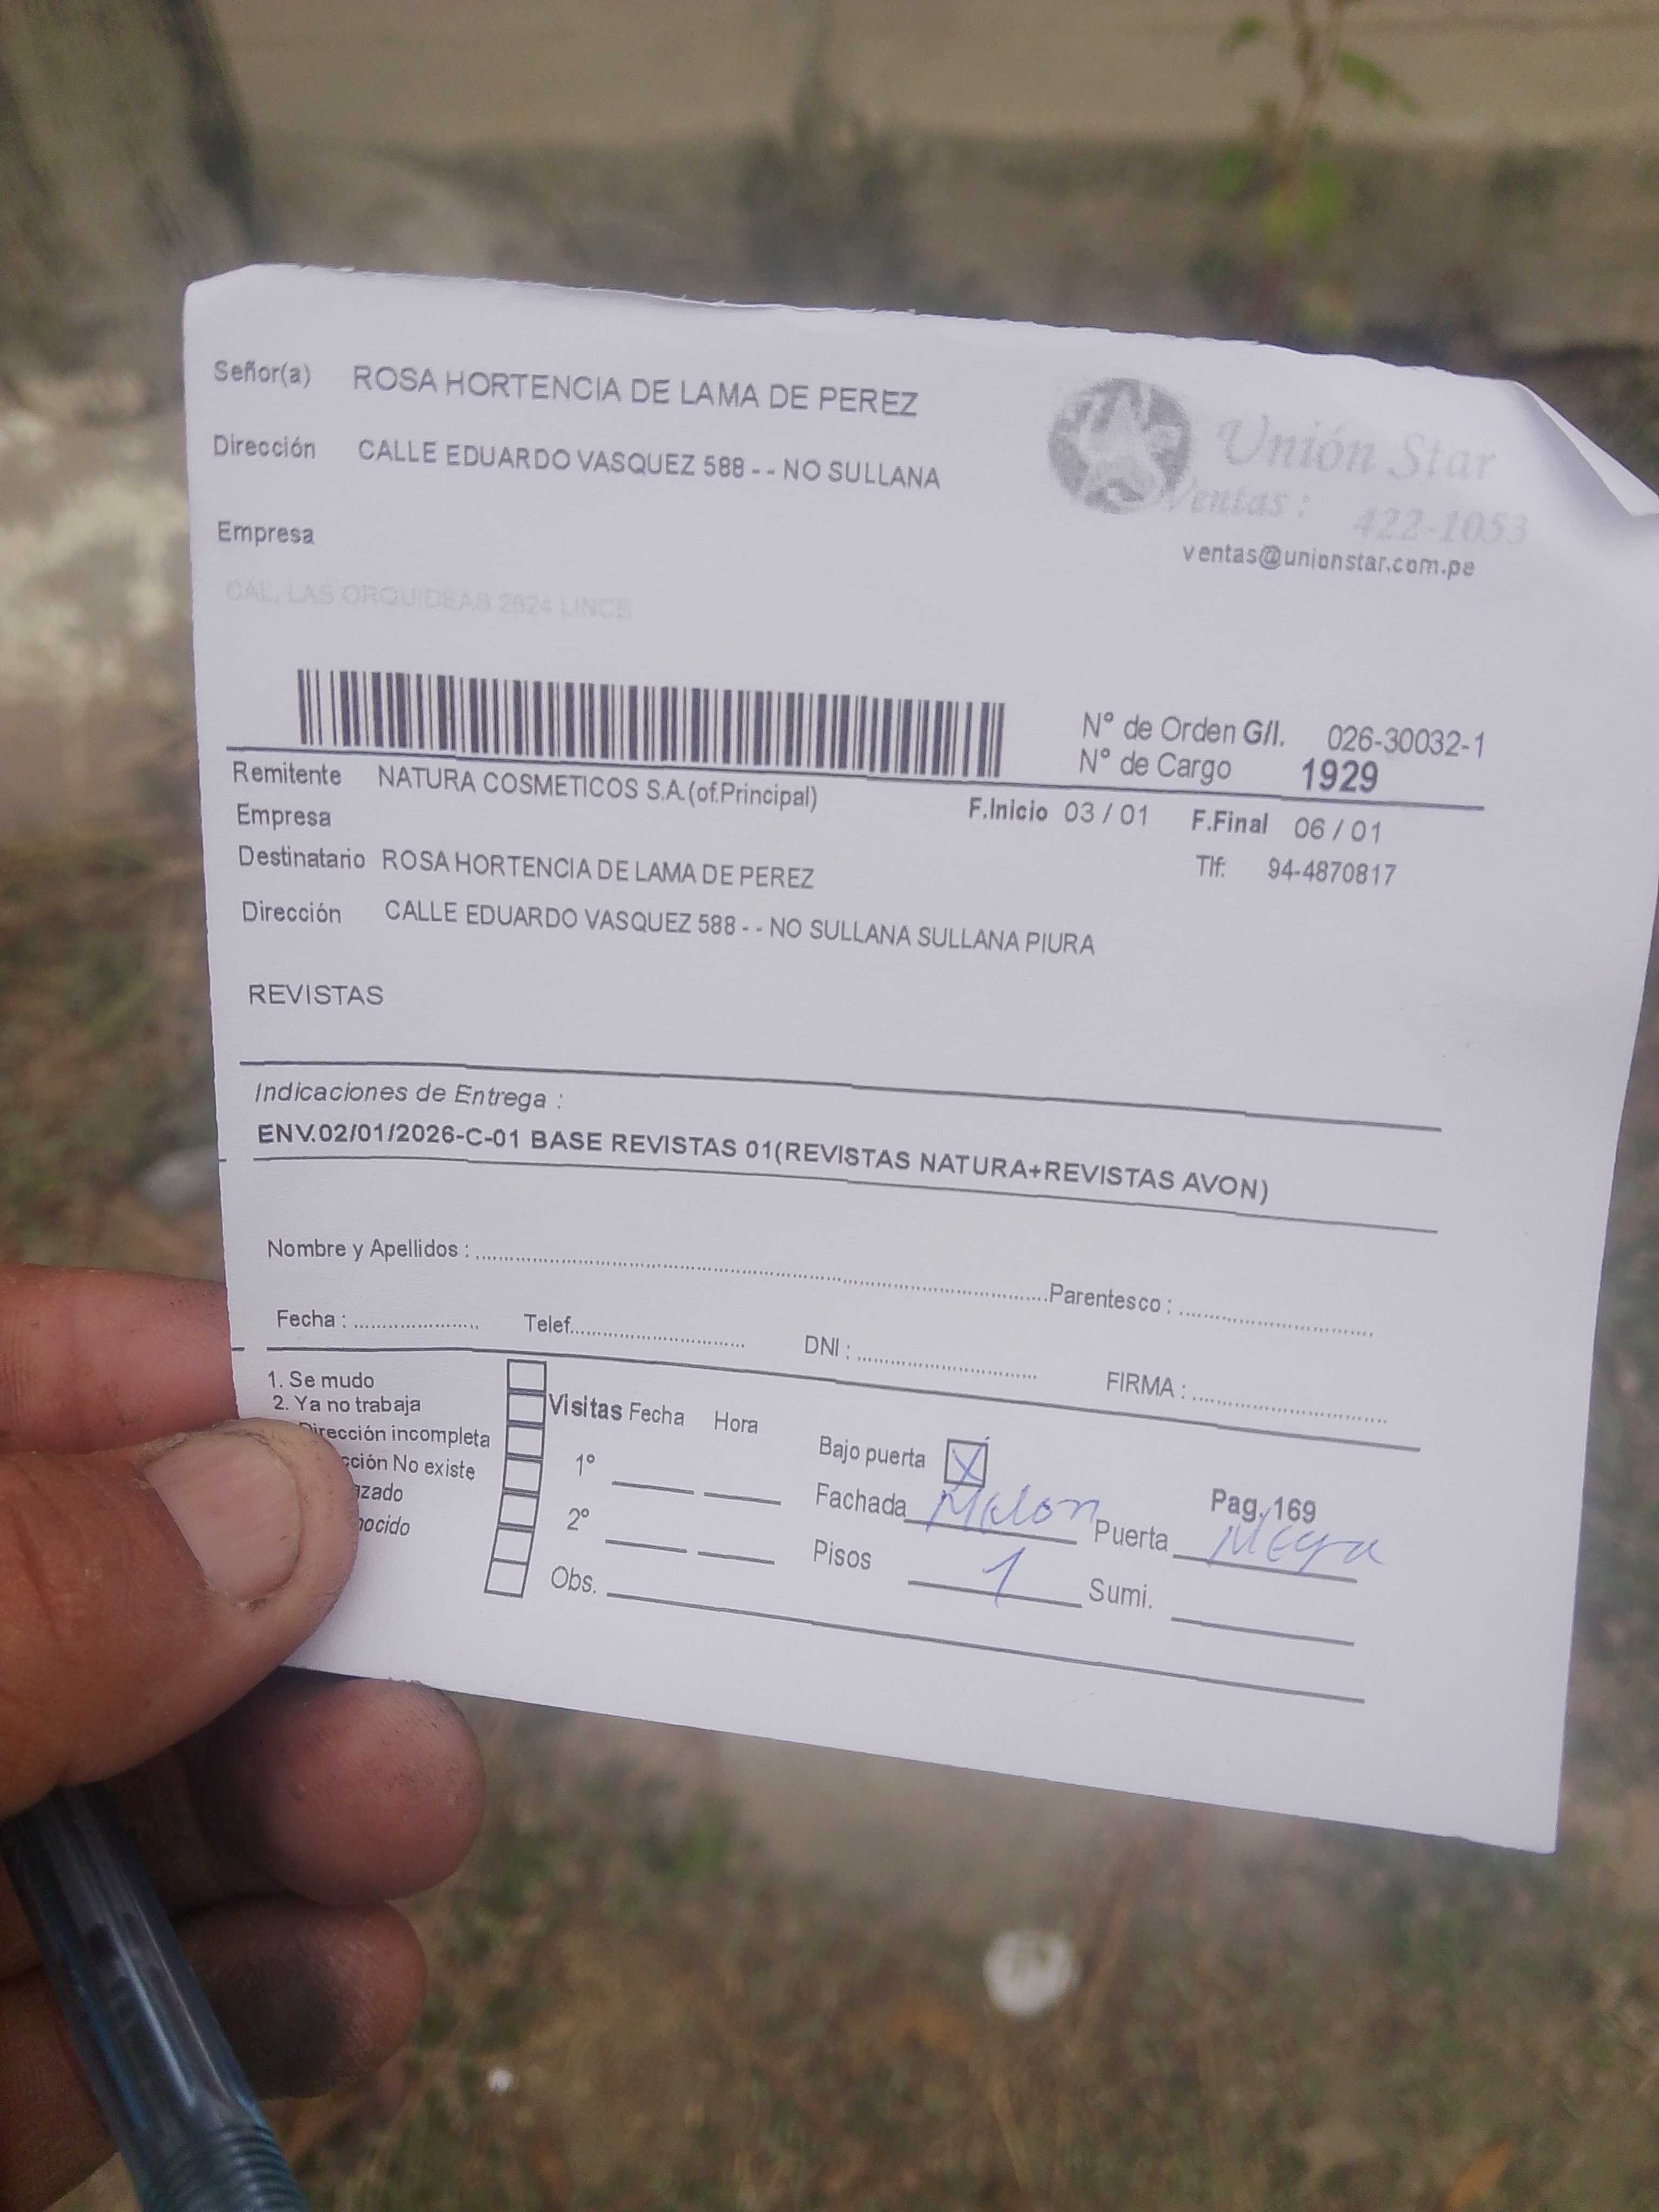 Señor(a) ROSA HORTENCIA DE LAMA DE PEREZ
Dirección CALLE EDUARDO VASQUEZ 588 - - NO SULLANA
Unión Star
Ventas : 422-1053
ventas@unionstar.com.pe
Empresa
CAL. LAS ORQUIDEAS 2624 LINCE
N° de Orden G/I. 026-30032-1
N° de Cargo 1929
Remitente NATURA COSMETICOS S.A.(of.Principal)
F.Inicio 03 / 01 F.Final 06 / 01
Empresa
Destinatario ROSA HORTENCIA DE LAMA DE PEREZ
Tlf: 94-4870817
Dirección CALLE EDUARDO VASQUEZ 588 - - NO SULLANA SULLANA PIURA
REVISTAS
Indicaciones de Entrega :
ENV.02/01/2026-C-01 BASE REVISTAS 01(REVISTAS NATURA+REVISTAS AVON)
Nombre y Apellidos : Parentesco :
Fecha : Telef. DNI : FIRMA :
1. Se mudo
2. Ya no trabaja
Dirección incompleta
cción No existe
azado
nocido
Visitas Fecha Hora
1°
2°
Obs.
Bajo puerta X
Pag. 169
Fachada Melon Puerta Negra
Pisos 1 Sumi.